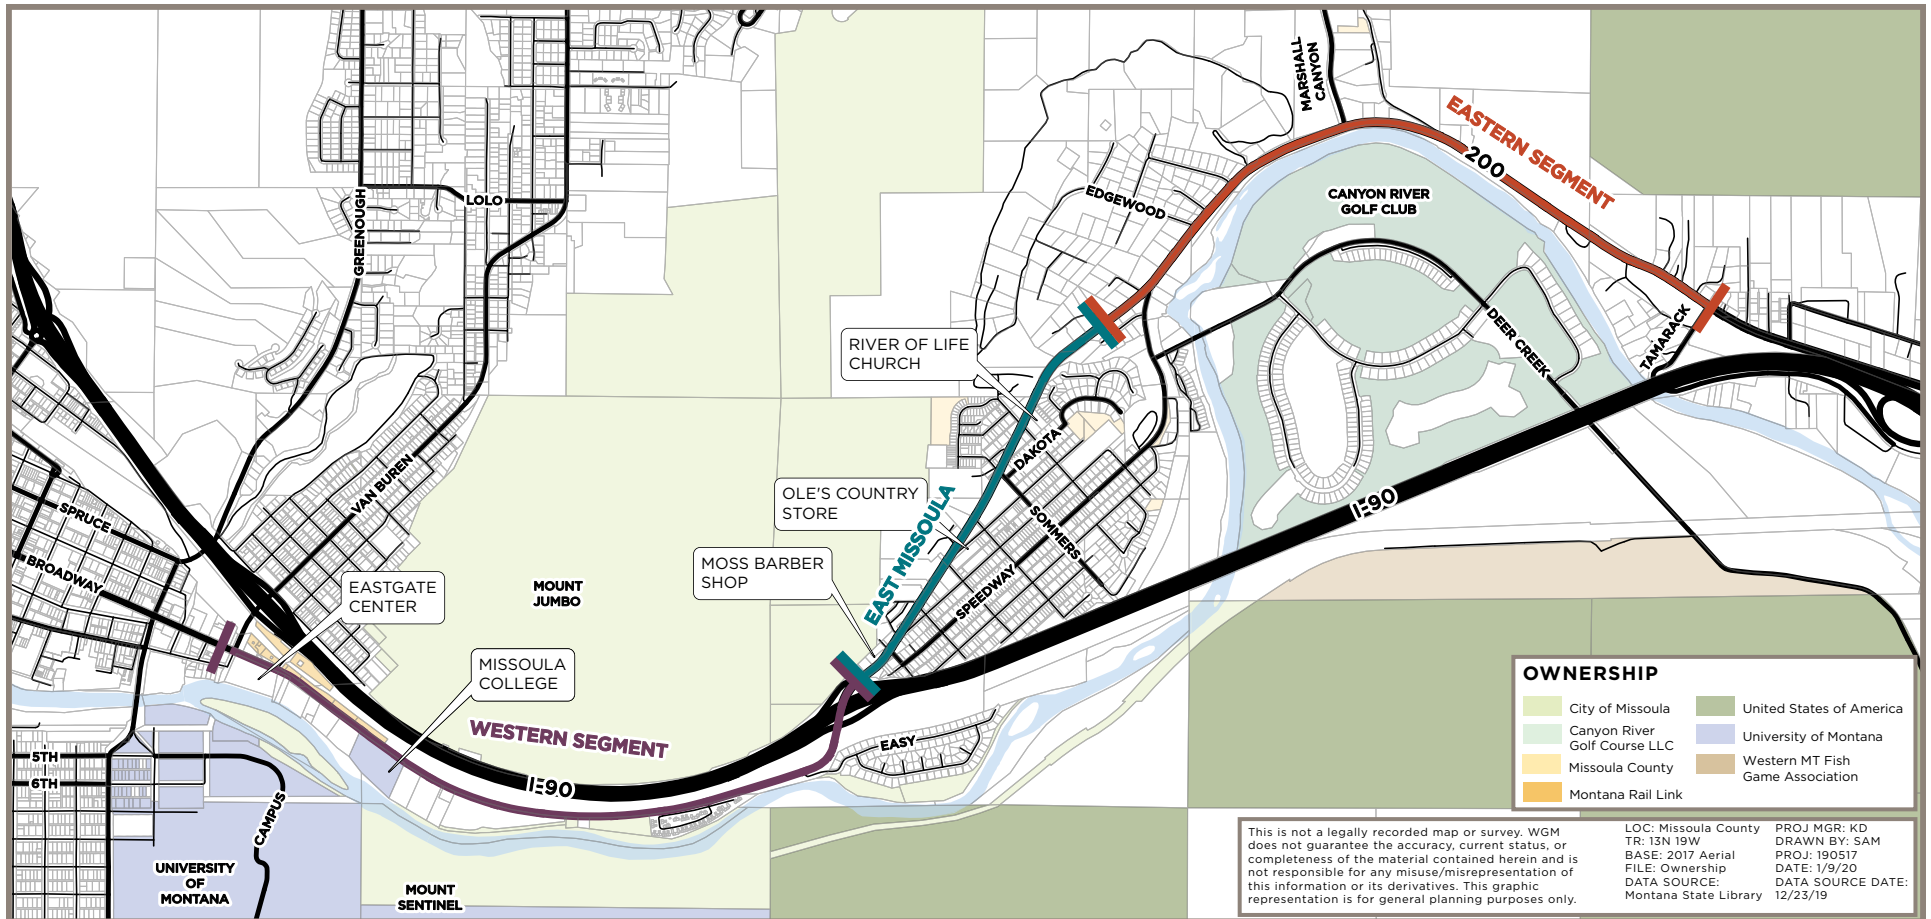 MARSHALL
CANYON
EASTERN SEGMENT
200
CANYON RIVER
GOLF CLUB
EDGEWOOD
LOLO
GREENOUGH
RIVER OF LIFE
CHURCH
DEER CREEK
TAMARACK
VAN BUREN
DAKOTA
OLE'S COUNTRY
STORE
EAST MISSOULA
SOMMERS
I-90
SPRUCE
BROADWAY
EASTGATE
CENTER
MOUNT
JUMBO
MOSS BARBER
SHOP
SPEEDWAY
MISSOULA
COLLEGE
WESTERN SEGMENT
EASY
I-90
5TH
6TH
CAMPUS
UNIVERSITY
OF
MONTANA
MOUNT
SENTINEL
OWNERSHIP
City of Missoula
Canyon River
Golf Course LLC
Missoula County
Montana Rail Link
United States of America
University of Montana
Western MT Fish
Game Association
This is not a legally recorded map or survey. WGM
does not guarantee the accuracy, current status, or
completeness of the material contained herein and is
not responsible for any misuse/misrepresentation of
this information or its derivatives. This graphic
representation is for general planning purposes only.
LOC: Missoula County
TR: 13N 19W
BASE: 2017 Aerial
FILE: Ownership
DATA SOURCE:
Montana State Library
PROJ MGR: KD
DRAWN BY: SAM
PROJ: 190517
DATE: 1/9/20
DATA SOURCE DATE:
12/23/19